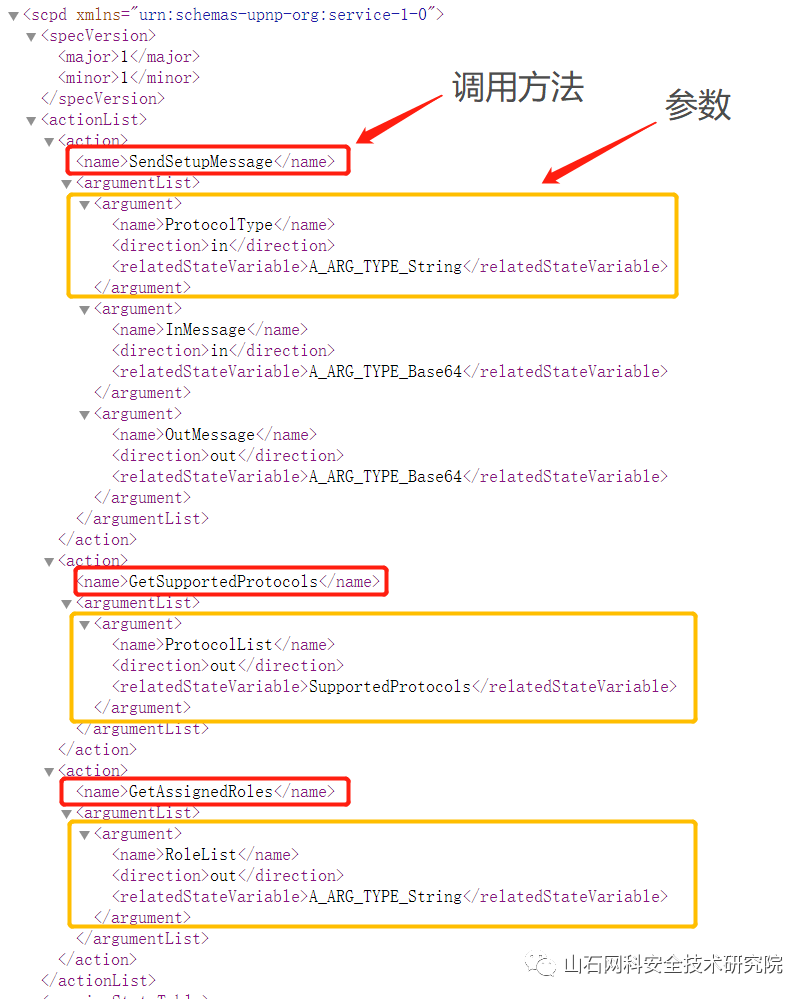 <scpd xmlns="urn:schemas-upnp-org:service-1-0">
<specVersion>
<major>1</major>
<minor>1</minor>
</specVersion>
<actionList>
调用方法
参数
<action>
<name>SendSetupMessage</name>
<argumentList>
<argument>
<name>ProtocolType</name>
<direction>in</direction>
<relatedStateVariable>A_ARG_TYPE_String</relatedStateVariable>
</argument>
<argument>
<name>InMessage</name>
<direction>in</direction>
<relatedStateVariable>A_ARG_TYPE_Base64</relatedStateVariable>
</argument>
<argument>
<name>OutMessage</name>
<direction>out</direction>
<relatedStateVariable>A_ARG_TYPE_Base64</relatedStateVariable>
</argument>
</argumentList>
</action>
<action>
<name>GetSupportedProtocols</name>
<argumentList>
<argument>
<name>ProtocolList</name>
<direction>out</direction>
<relatedStateVariable>SupportedProtocols</relatedStateVariable>
</argument>
</argumentList>
</action>
<action>
<name>GetAssignedRoles</name>
<argumentList>
<argument>
<name>RoleList</name>
<direction>out</direction>
<relatedStateVariable>A_ARG_TYPE_String</relatedStateVariable>
</argument>
</argumentList>
</action>
</actionList>
山石网科安全技术研究院